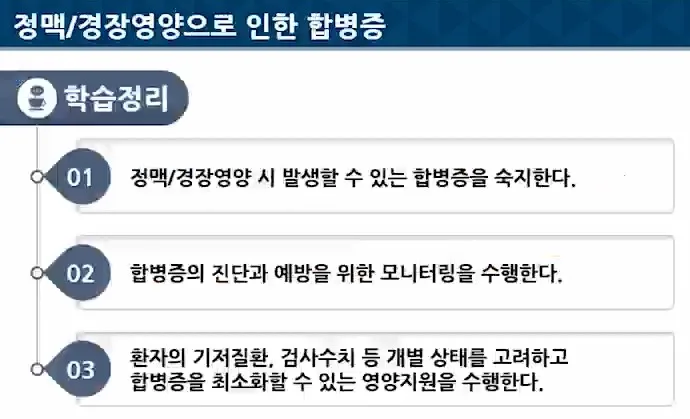 정맥/경장영양으로 인한 합병증
학습정리
01
정맥/경장영양 시 발생할 수 있는 합병증을 숙지한다.
02
합병증의 진단과 예방을 위한 모니터링을 수행한다.
03
환자의 기저질환, 검사수치 등 개별 상태를 고려하고
합병증을 최소화할 수 있는 영양지원을 수행한다.